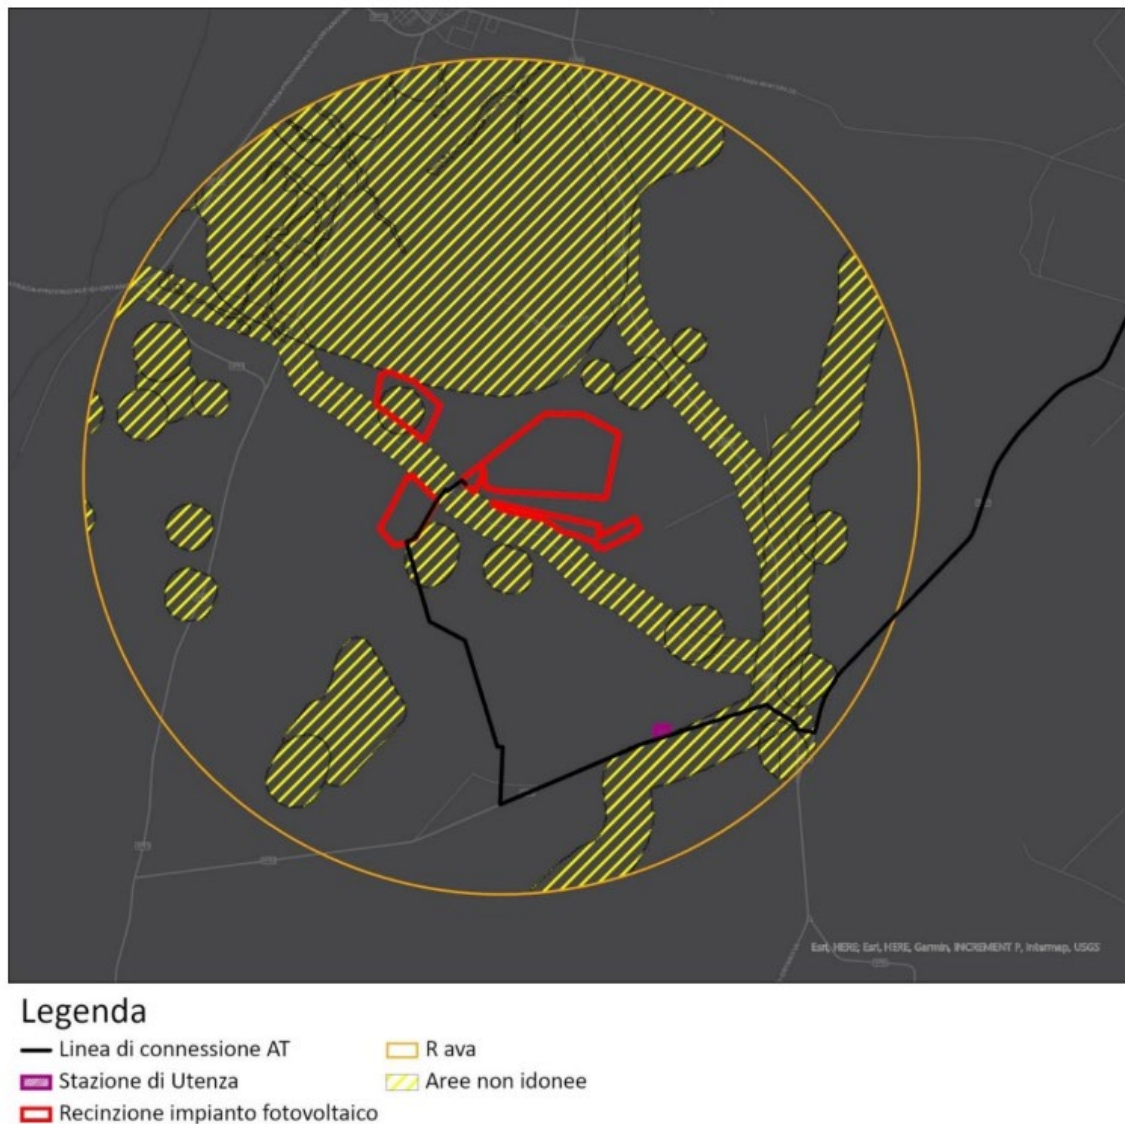 Esri, HERE; Esri, HERE, Garmin, INCREMENT P, Intermap, USGS
Legenda
Linea di connessione AT
R ava
Stazione di Utenza
Aree non idonee
Recinzione impianto fotovoltaico